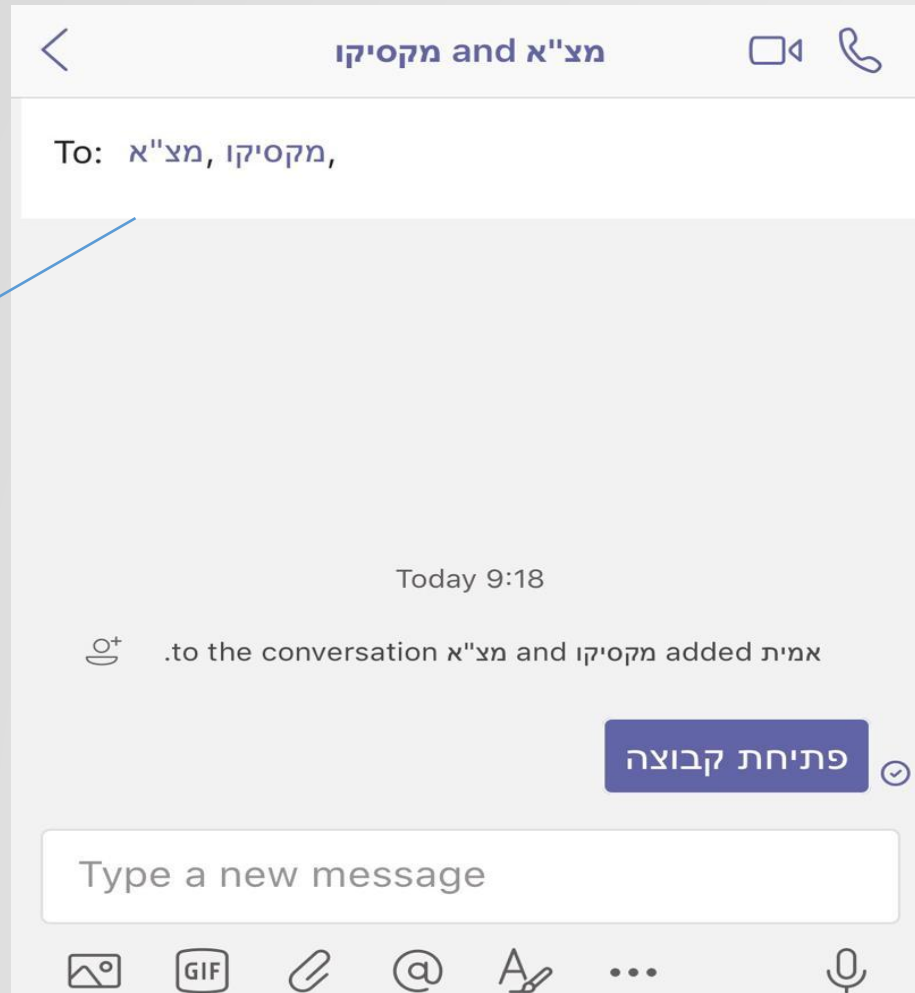 מצ"א and מקסיקו
To: מצ"א, מקסיקו,
Today 9:18
אמית added מקסיקו and מצ"א to the conversation.
פתיחת קבוצה
Type a new message
GIF